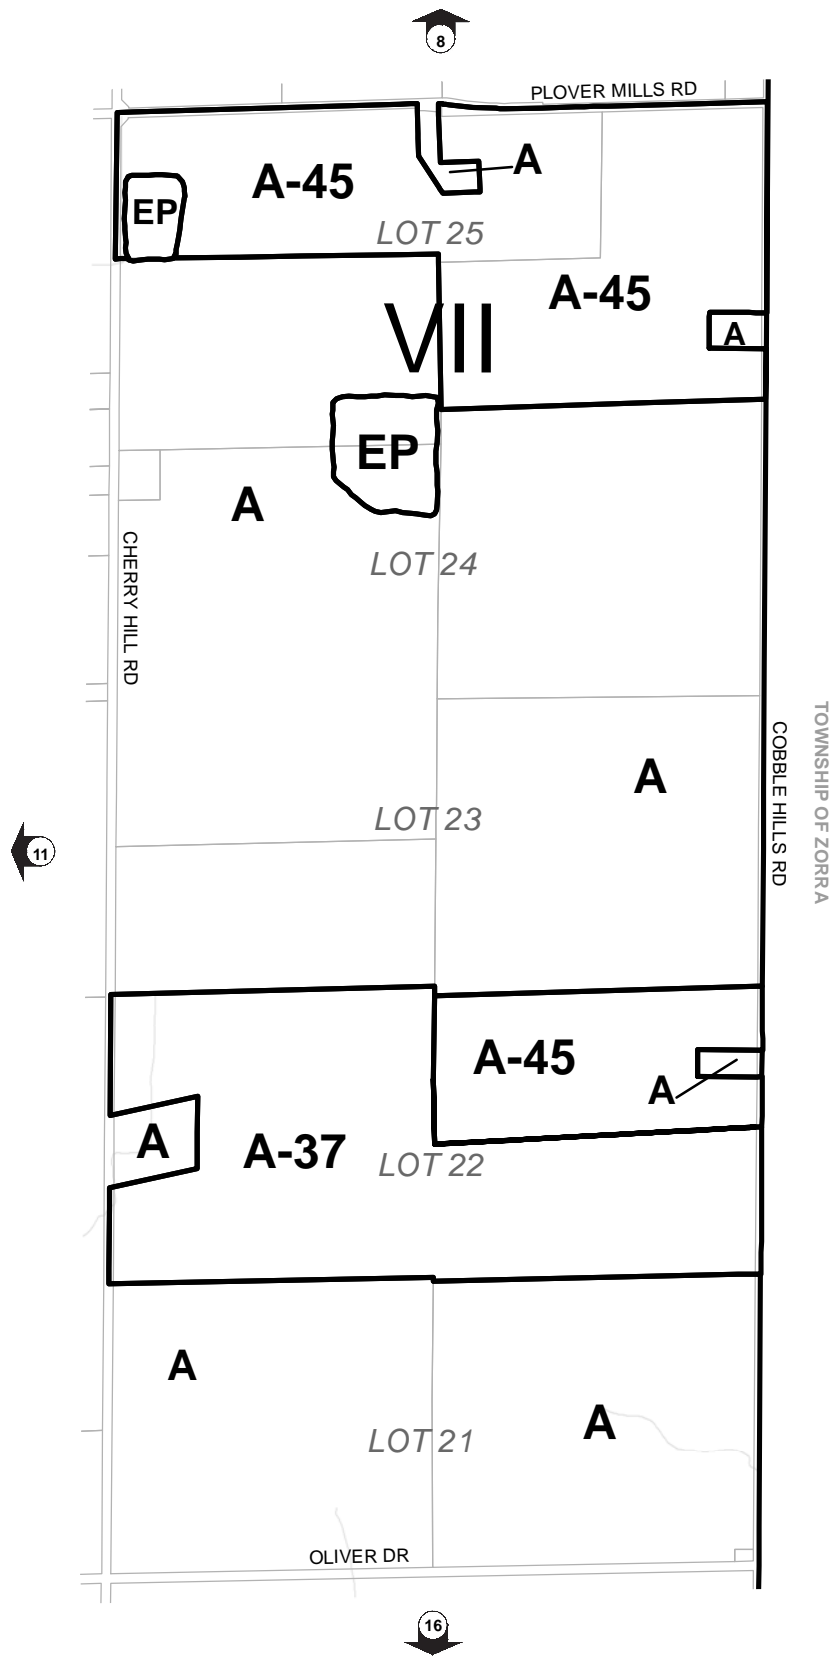 8
PLOVER MILLS RD
A
A-45
EP
LOT 25
A-45
VII
A
EP
A
CHERRY HILL RD
LOT 24
TOWNSHIP OF ZORRA
COBBLE HILLS RD
A
LOT 23
11
A-45
A
A
A-37
LOT 22
A
A
LOT 21
OLIVER DR
16